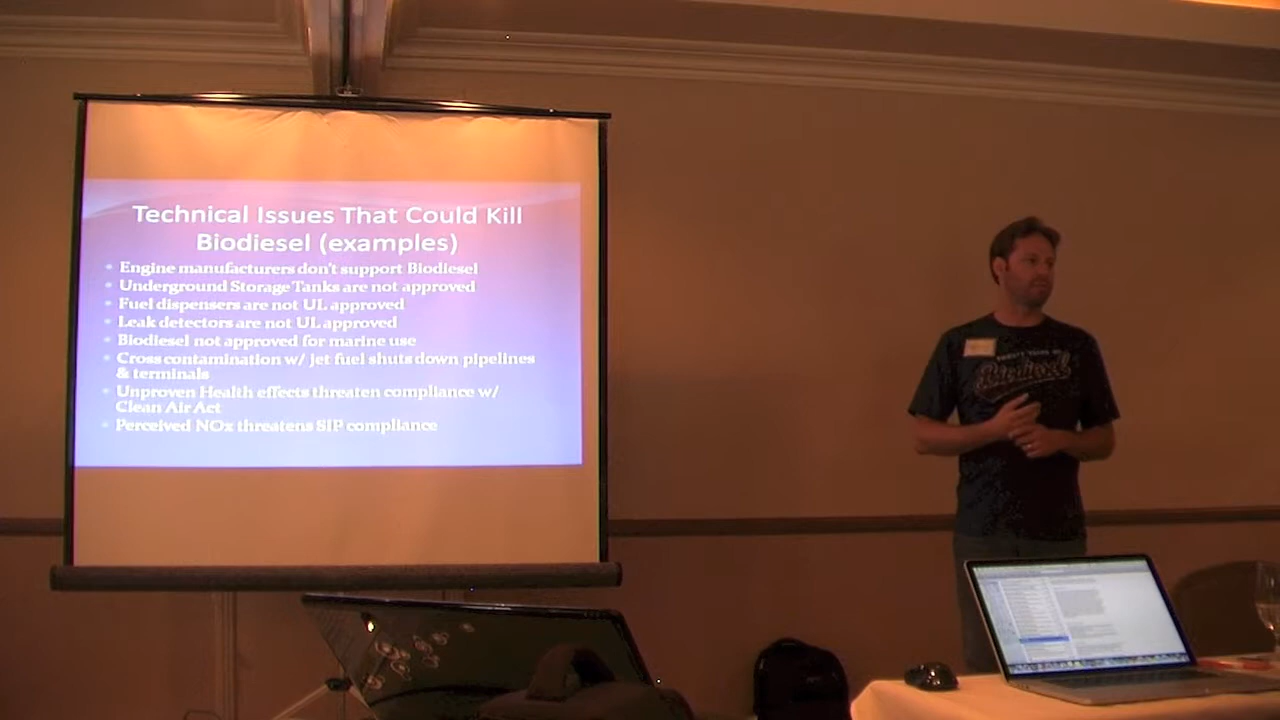 Technical Issues That Could Kill
Biodiesel (examples)
Engine manufacturers don't support Biodiesel
Underground Storage Tanks are not approved
Fuel dispensers are not UL approved
Leak detectors are not UL approved
Biodiesel not approved for marine use
Cross contamination w/ jet fuel shuts down pipelines
& terminals
Unproven Health effects threaten compliance w/
Clean Air Act
Perceived NOx threatens SIP compliance